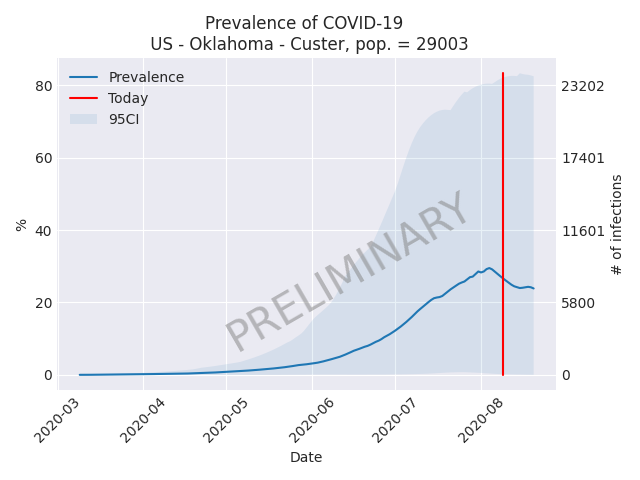 Prevalence of COVID-19
US - Oklahoma - Custer, pop. = 29003
Prevalence
Today
95CI
PRELIMINARY
%
80
60
40
20
0
23202
17401
11601
5800
0
# of infections
2020-03
2020-04
2020-05
2020-06
2020-07
2020-08
Date